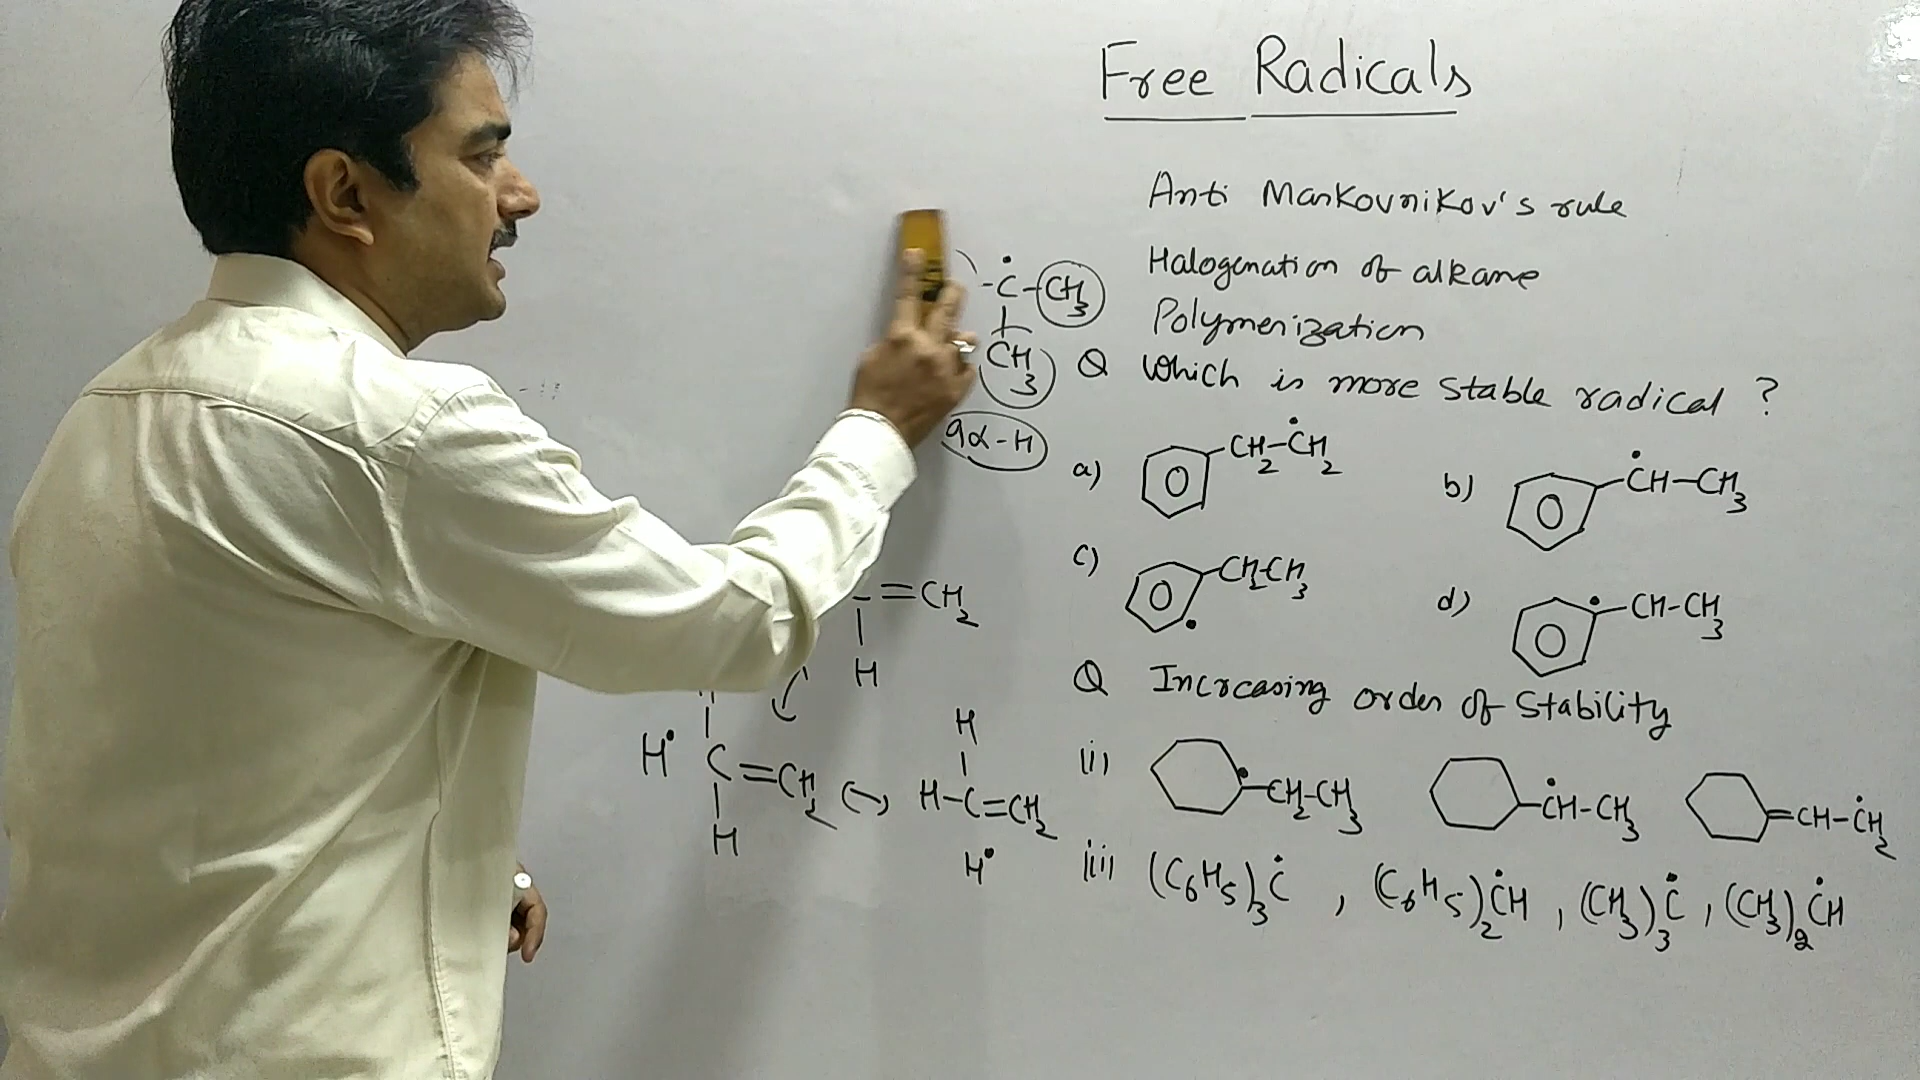 Free Radicals
Anti Markovnikov's rule
Halogenation of alkane
Polymerization
-Ċ-CH3
CH3
9α-H
Q Which is more stable radical ?
a) CH2-ĊH2
b) ĊH-CH3
c) CH2-CH3
d) CH-CH3
=CH2
H
H• C=CH2 ↔ H-C=CH2
H
H
H•
Q Increasing order of stability
(i) CH2-CH3 ĊH-CH3 =CH-ĊH2
(ii) (C6H5)3Ċ , (C6H5)2ĊH , (CH3)3Ċ , (CH3)2ĊH